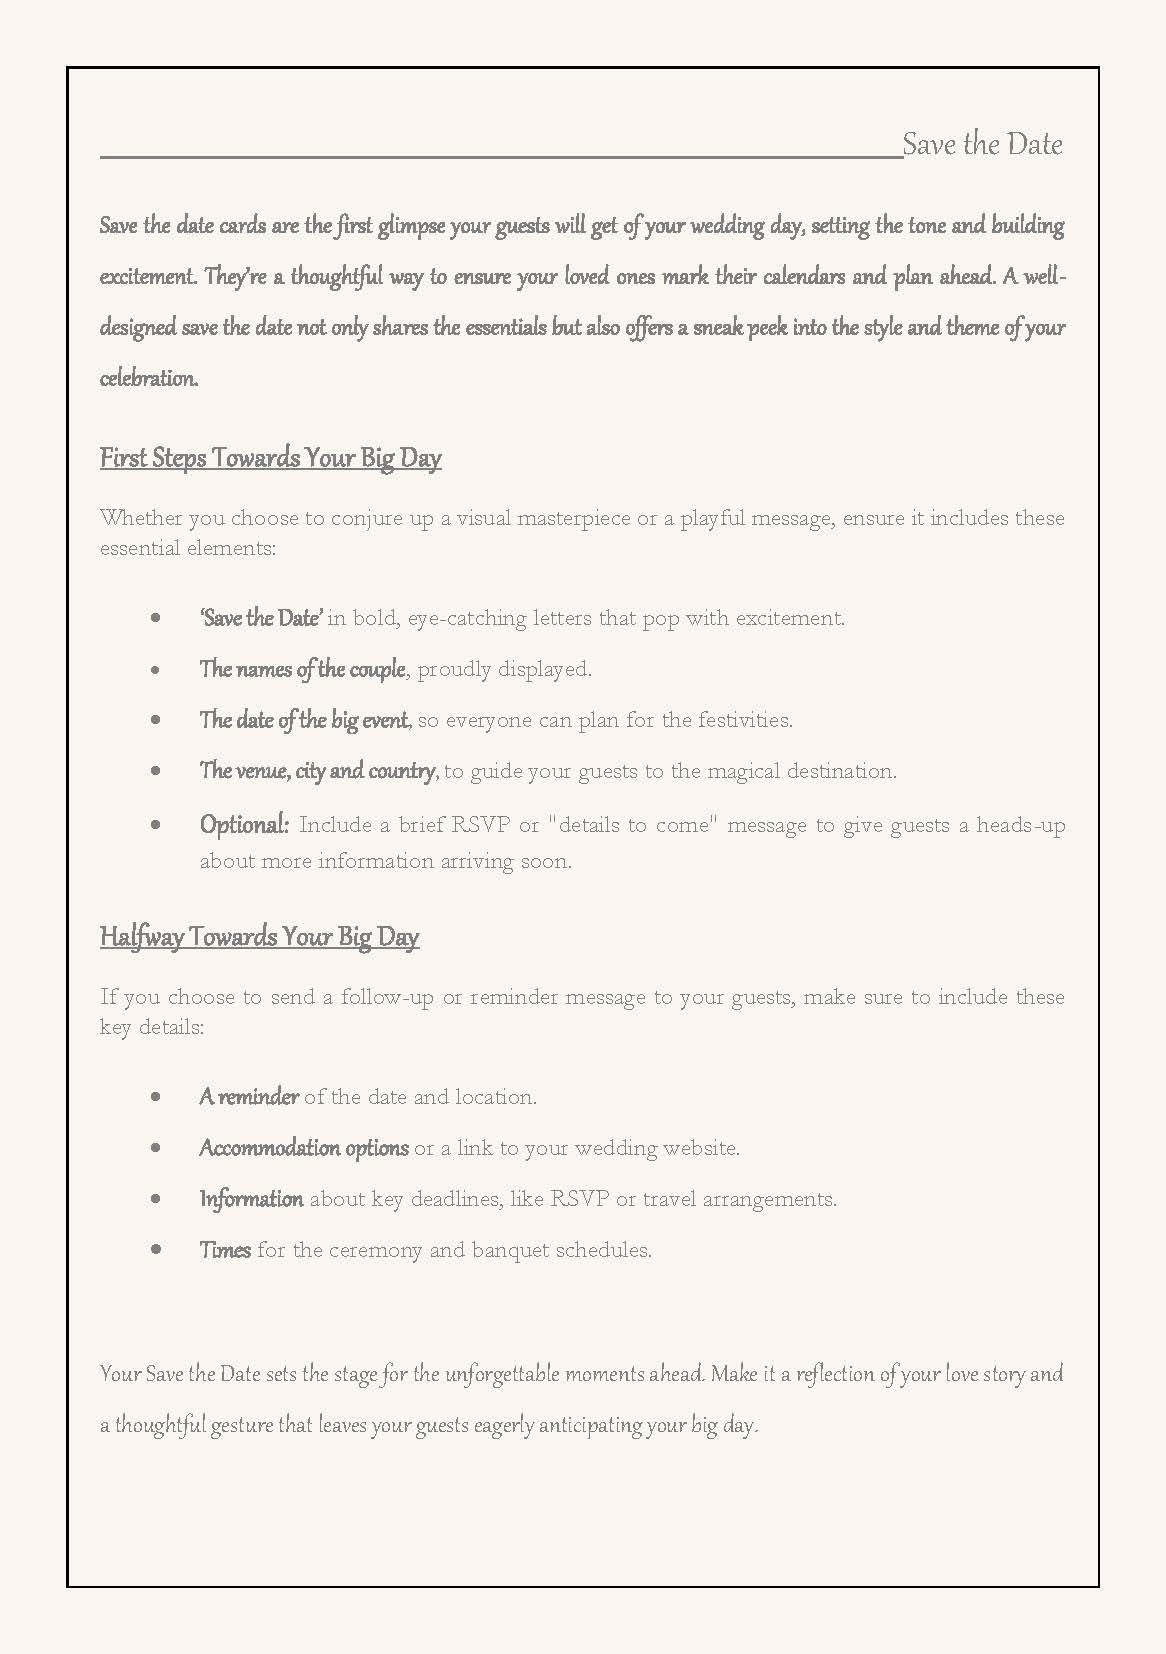 Save the Date
Save the date cards are the first glimpse your guests will get of your wedding day, setting the tone and building
excitement. They’re a thoughtful way to ensure your loved ones mark their calendars and plan ahead. A well-
designed save the date not only shares the essentials but also offers a sneak peek into the style and theme of your
celebration.
First Steps Towards Your Big Day
Whether you choose to conjure up a visual masterpiece or a playful message, ensure it includes these
essential elements:
• ‘Save the Date’ in bold, eye-catching letters that pop with excitement.
• The names of the couple, proudly displayed.
• The date of the big event, so everyone can plan for the festivities.
• The venue, city and country, to guide your guests to the magical destination.
• Optional: Include a brief RSVP or "details to come" message to give guests a heads-up
about more information arriving soon.
Halfway Towards Your Big Day
If you choose to send a follow-up or reminder message to your guests, make sure to include these
key details:
• A reminder of the date and location.
• Accommodation options or a link to your wedding website.
• Information about key deadlines, like RSVP or travel arrangements.
• Times for the ceremony and banquet schedules.
Your Save the Date sets the stage for the unforgettable moments ahead. Make it a reflection of your love story and
a thoughtful gesture that leaves your guests eagerly anticipating your big day.